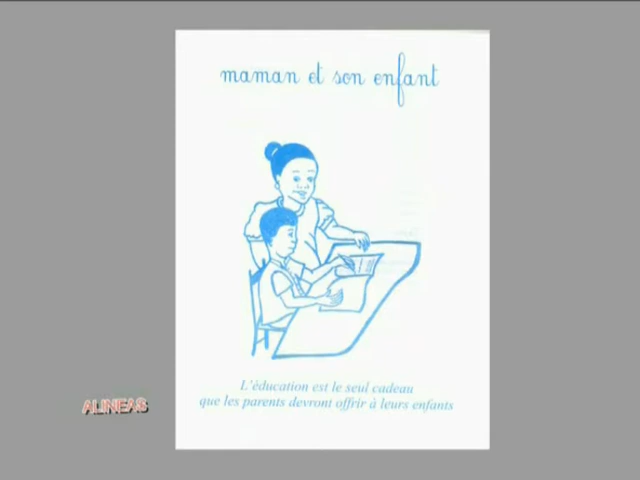 maman et son enfant
L'éducation est le seul cadeau
que les parents devront offrir à leurs enfants
ALINEAS